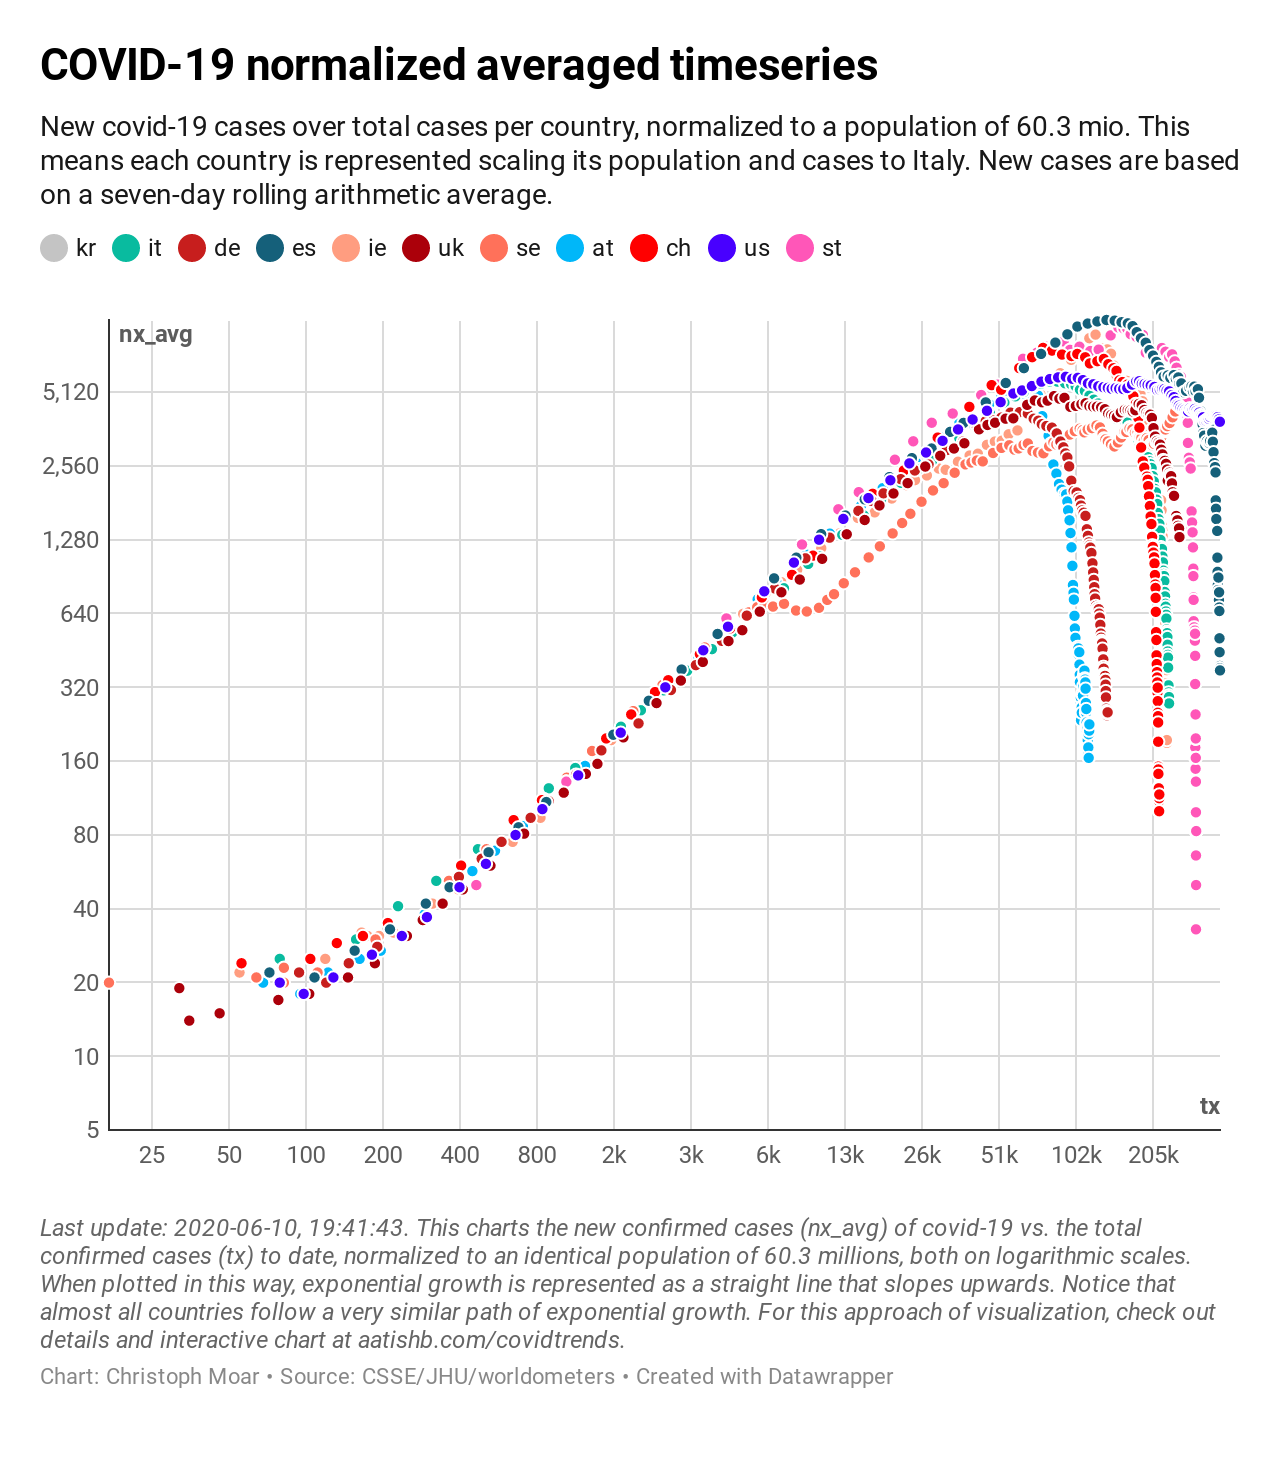 COVID-19 normalized averaged timeseries
New covid-19 cases over total cases per country, normalized to a population of 60.3 mio. This
means each country is represented scaling its population and cases to Italy. New cases are based
on a seven-day rolling arithmetic average.
kr it de es ie uk se at ch us st
nx_avg
5,120
2,560
1,280
640
320
160
80
40
20
10
5
tx
25 50 100 200 400 800 2k 3k 6k 13k 26k 51k 102k 205k
Last update: 2020-06-10, 19:41:43. This charts the new confirmed cases (nx_avg) of covid-19 vs. the total
confirmed cases (tx) to date, normalized to an identical population of 60.3 millions, both on logarithmic scales.
When plotted in this way, exponential growth is represented as a straight line that slopes upwards. Notice that
almost all countries follow a very similar path of exponential growth. For this approach of visualization, check out
details and interactive chart at aatishb.com/covidtrends.
Chart: Christoph Moar • Source: CSSE/JHU/worldometers • Created with Datawrapper